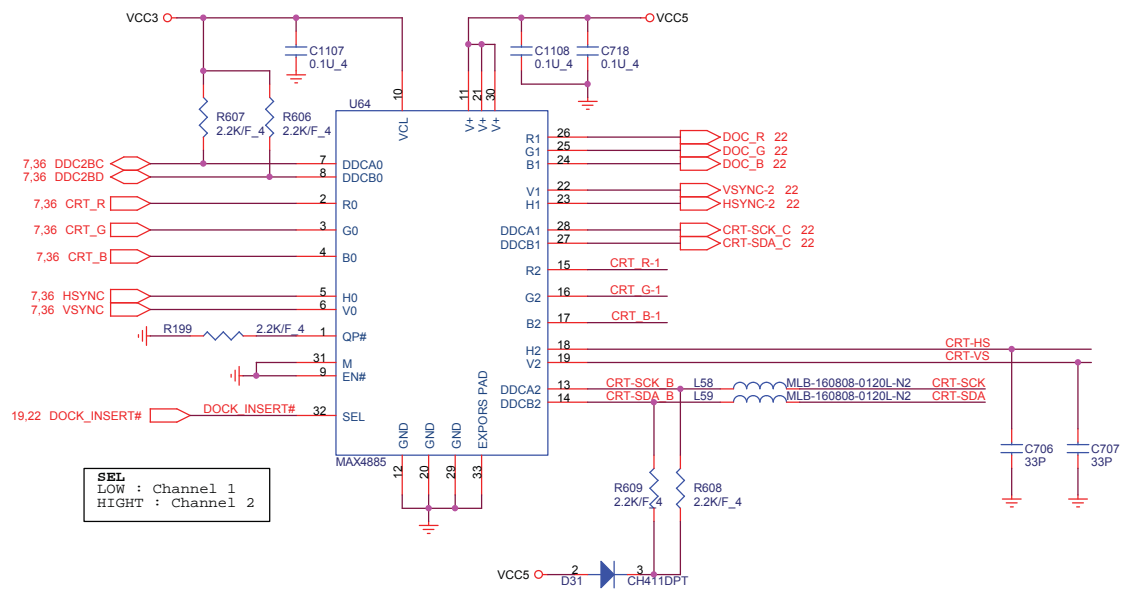 VCC3
VCC5
C1107
0.1U_4
C1108
0.1U_4
C718
0.1U_4
R607
2.2K/F_4
R606
2.2K/F_4
U64
10
11
21
30
VCL
V+
V+
V+
7,36 DDC2BC
7
DDCA0
7,36 DDC2BD
8
DDCB0
7,36 CRT_R
2
R0
7,36 CRT_G
3
G0
7,36 CRT_B
4
B0
7,36 HSYNC
5
H0
7,36 VSYNC
6
V0
R199
2.2K/F_4
1
QP#
31
M
9
EN#
19,22 DOCK_INSERT#
DOCK_INSERT#
32
SEL
R1
26
DOC_R 22
G1
25
DOC_G 22
B1
24
DOC_B 22
V1
22
VSYNC-2 22
H1
23
HSYNC-2 22
DDCA1
28
CRT-SCK_C 22
DDCB1
27
CRT-SDA_C 22
R2
15
CRT_R-1
G2
16
CRT_G-1
B2
17
CRT_B-1
H2
18
CRT-HS
V2
19
CRT-VS
DDCA2
13
CRT-SCK_B
L58
MLB-160808-0120L-N2
CRT-SCK
DDCB2
14
CRT-SDA_B
L59
MLB-160808-0120L-N2
CRT-SDA
GND
GND
GND
EXPORS PAD
MAX4885
12
20
29
33
C706
33P
C707
33P
R609
2.2K/F_4
R608
2.2K/F_4
SEL
LOW : Channel 1
HIGHT : Channel 2
VCC5
2
D31
3
CH411DPT